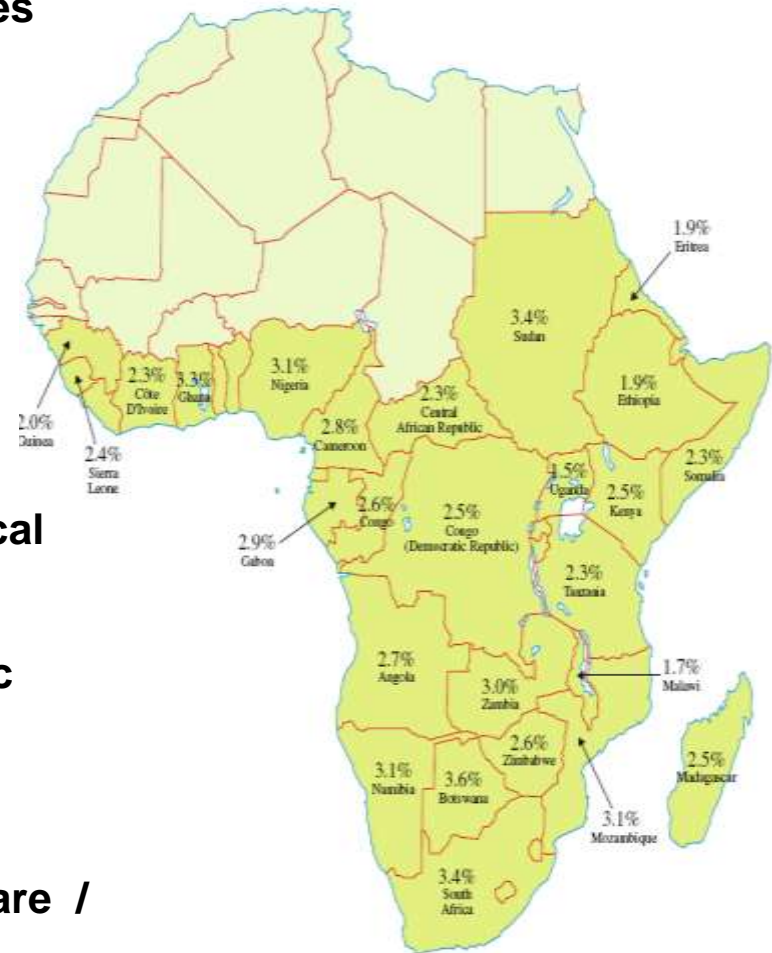 es
1.9%
Eritrea
3.4%
Sudan
3.1%
Nigeria
1.9%
Ethiopia
2.3%
Côte
D'Ivoire
3.3%
Ghana
2.3%
Central
African Republic
2.8%
Cameroon
2.0%
Guinea
2.4%
Sierra
Leone
1.5%
Uganda
2.3%
Somalia
2.5%
Kenya
2.6%
Congo
2.5%
Congo
(Democratic Republic)
cal
2.9%
Gabon
2.3%
Tanzania
c
2.7%
Angola
3.0%
Zambia
1.7%
Malawi
2.6%
Zimbabwe
3.1%
Namibia
3.6%
Botswana
2.5%
Madagascar
3.1%
Mozambique
3.4%
South
Africa
are /